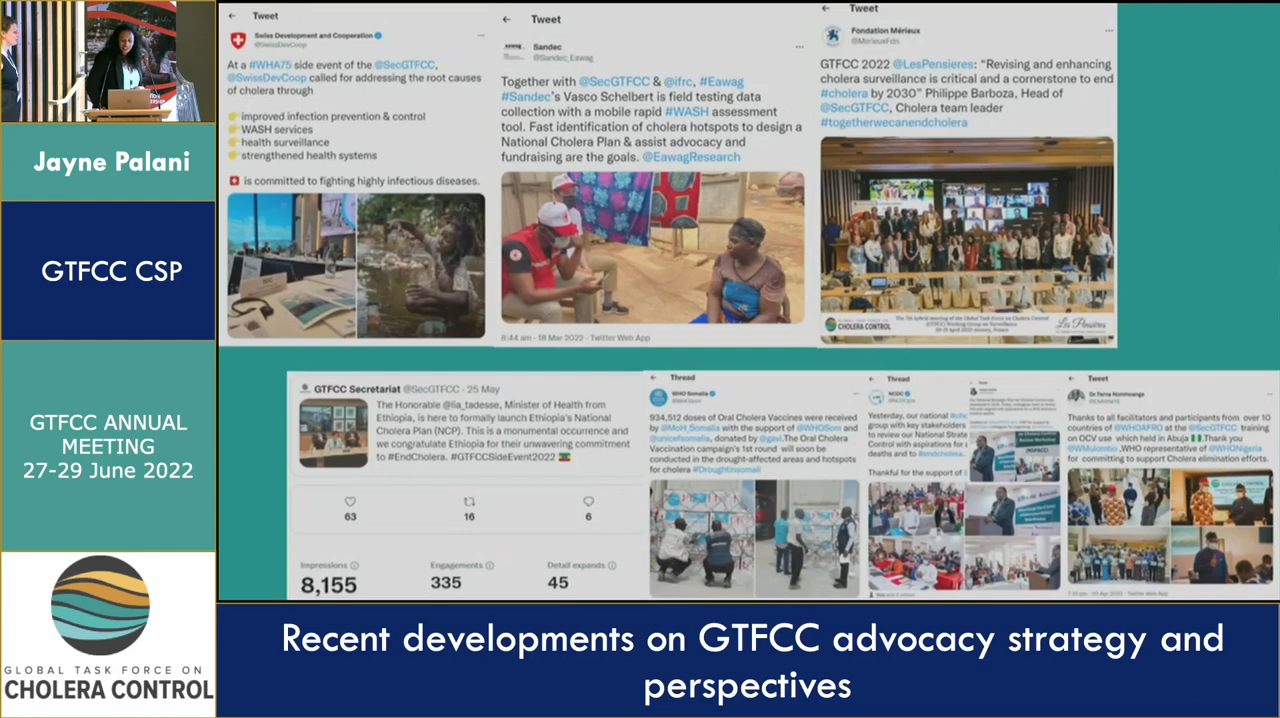 Jayne Palani
GTFCC CSP
GTFCC ANNUAL
MEETING
27-29 June 2022
GLOBAL TASK FORCE ON
CHOLERA CONTROL
Tweet
Swiss Development and Cooperation
@SwissDevCoop
At a #WHA75 side event of the @SecGTFCC,
@SwissDevCoop called for addressing the root causes
of cholera through
improved infection prevention & control
WASH services
health surveillance
strengthened health systems
is committed to fighting highly infectious diseases.
Tweet
Sandec
@Sandec_Eawag
Together with @SecGTFCC & @ifrc, #Eawag
#Sandec's Vasco Schelbert is field testing data
collection with a mobile rapid #WASH assessment
tool. Fast identification of cholera hotspots to design a
National Cholera Plan & assist advocacy and
fundraising are the goals. @EawagResearch
8:44 am · 18 Mar 2022 · Twitter Web App
Tweet
Fondation Mérieux
@MerieuxFdn
GTFCC 2022 @LesPensieres: "Revising and enhancing
cholera surveillance is critical and a cornerstone to end
#cholera by 2030" Philippe Barboza, Head of
@SecGTFCC, Cholera team leader
#togetherwecanendcholera
GLOBAL TASK FORCE ON
CHOLERA CONTROL
Les Pensières
GTFCC Secretariat @SecGTFCC · 25 May
The Honorable @lia_tadesse, Minister of Health from
Ethiopia, is here to formally launch Ethiopia's National
Cholera Plan (NCP). This is a monumental occurrence and
we congratulate Ethiopia for their unwavering commitment
to #EndCholera. #GTFCCSideEvent2022
63
16
6
Impressions
Engagements
Detail expands
8,155
335
45
Thread
WHO Somalia
934,512 doses of Oral Cholera Vaccines were received
by @MoH_Somalia with the support of @WHOSom and
@unicefsomalia, donated by @gavi.The Oral Cholera
Vaccination campaign's 1st round will soon be
conducted in the drought-affected areas and hotspots
for cholera #DroughtinSomali
Thread
NCDC
Yesterday, our national #cho
group with key stakeholders
to review our National Strate
Control with aspirations for
deaths and to #endcholera.
Thankful for the support of
Tweet
Thanks to all facilitators and participants from over 10
countries of @WHOAFRO at the @SecGTFCC training
on OCV use which held in Abuja .Thank you
@WMulombo ,WHO representative of @WHONigeria
for committing to support Cholera elimination efforts.
Recent developments on GTFCC advocacy strategy and
perspectives